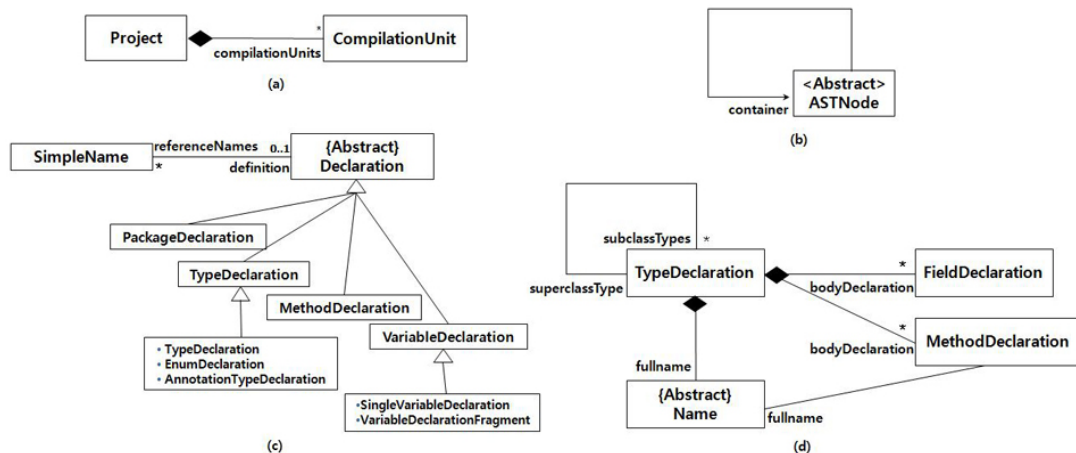 Project
*
compilationUnits
CompilationUnit
(a)
<Abstract>
ASTNode
container
(b)
SimpleName
referenceNames
*
0..1
definition
{Abstract}
Declaration
PackageDeclaration
TypeDeclaration
MethodDeclaration
VariableDeclaration
• TypeDeclaration
• EnumDeclaration
• AnnotationTypeDeclaration
•SingleVariableDeclaration
•VariableDeclarationFragment
(c)
subclassTypes
*
superclassType
TypeDeclaration
*
bodyDeclaration
FieldDeclaration
*
bodyDeclaration
MethodDeclaration
fullname
{Abstract}
Name
fullname
(d)